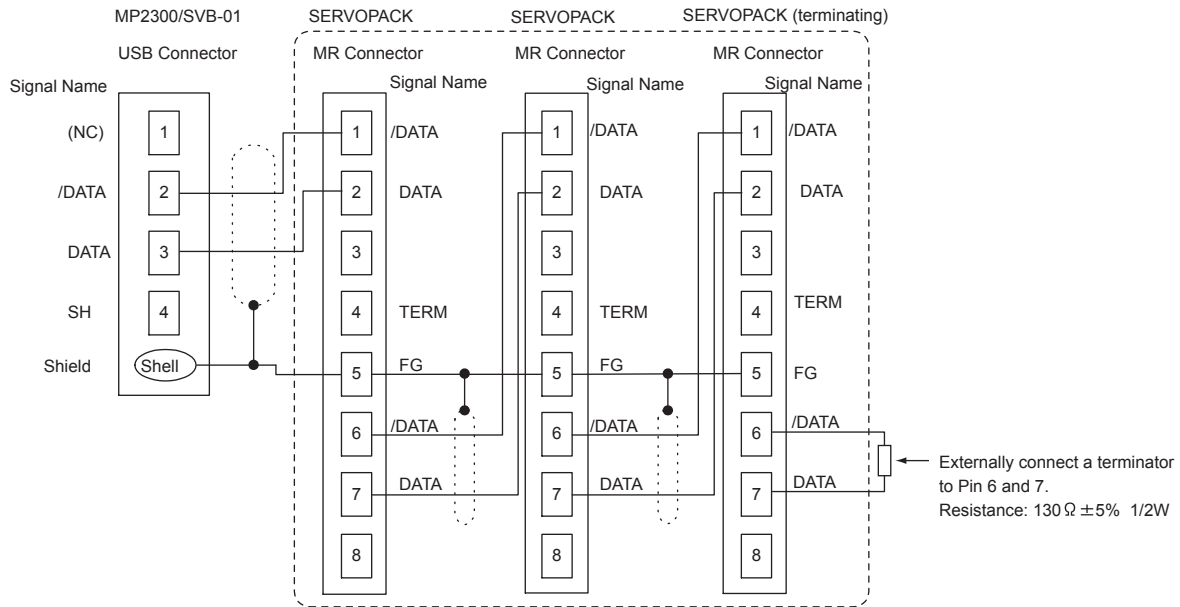 MP2300/SVB-01 SERVOPACK SERVOPACK SERVOPACK (terminating)
USB Connector MR Connector MR Connector MR Connector
Signal Name Signal Name Signal Name Signal Name
(NC) 1 1 /DATA 1 /DATA 1 /DATA
/DATA 2 2 DATA 2 DATA 2 DATA
DATA 3 3 3 3
SH 4 4 TERM 4 TERM 4 TERM
Shield Shell 5 FG 5 FG 5 FG
6 /DATA 6 /DATA 6 /DATA
7 DATA 7 DATA 7 DATA
8 8 8
Externally connect a terminator
to Pin 6 and 7.
Resistance: 130 Ω ±5% 1/2W